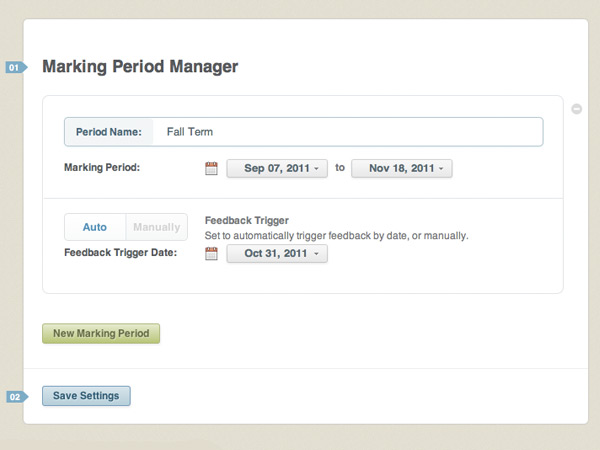 01
Marking Period Manager
Period Name: Fall Term
Marking Period: Sep 07, 2011 to Nov 18, 2011
Auto Manually
Feedback Trigger
Set to automatically trigger feedback by date, or manually.
Feedback Trigger Date: Oct 31, 2011
New Marking Period
02
Save Settings